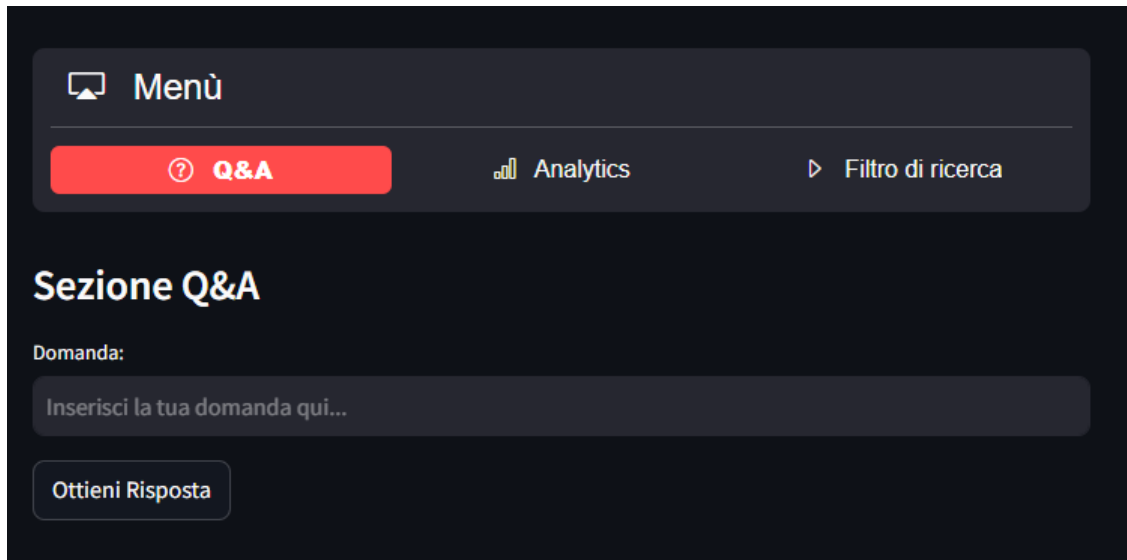 Menù
Q&A
Analytics
Filtro di ricerca
Sezione Q&A
Domanda:
Inserisci la tua domanda qui...
Ottieni Risposta